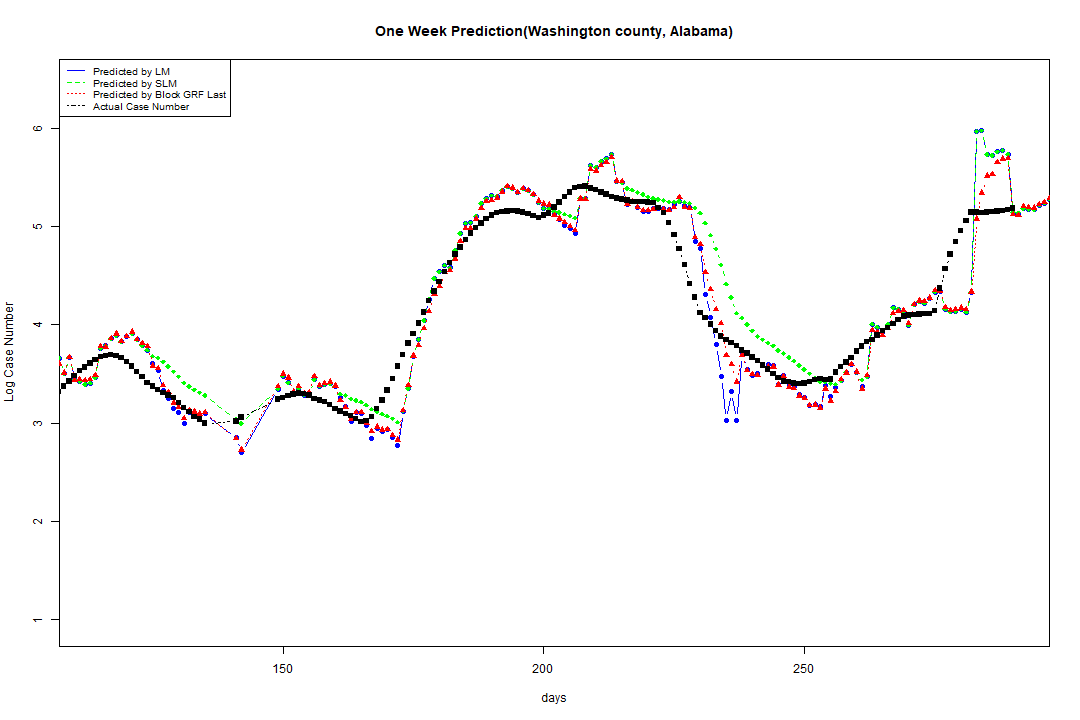 One Week Prediction(Washington county, Alabama)
Predicted by LM
Predicted by SLM
Predicted by Block GRF Last
Actual Case Number
6
5
4
3
2
1
Log Case Number
150
200
250
days